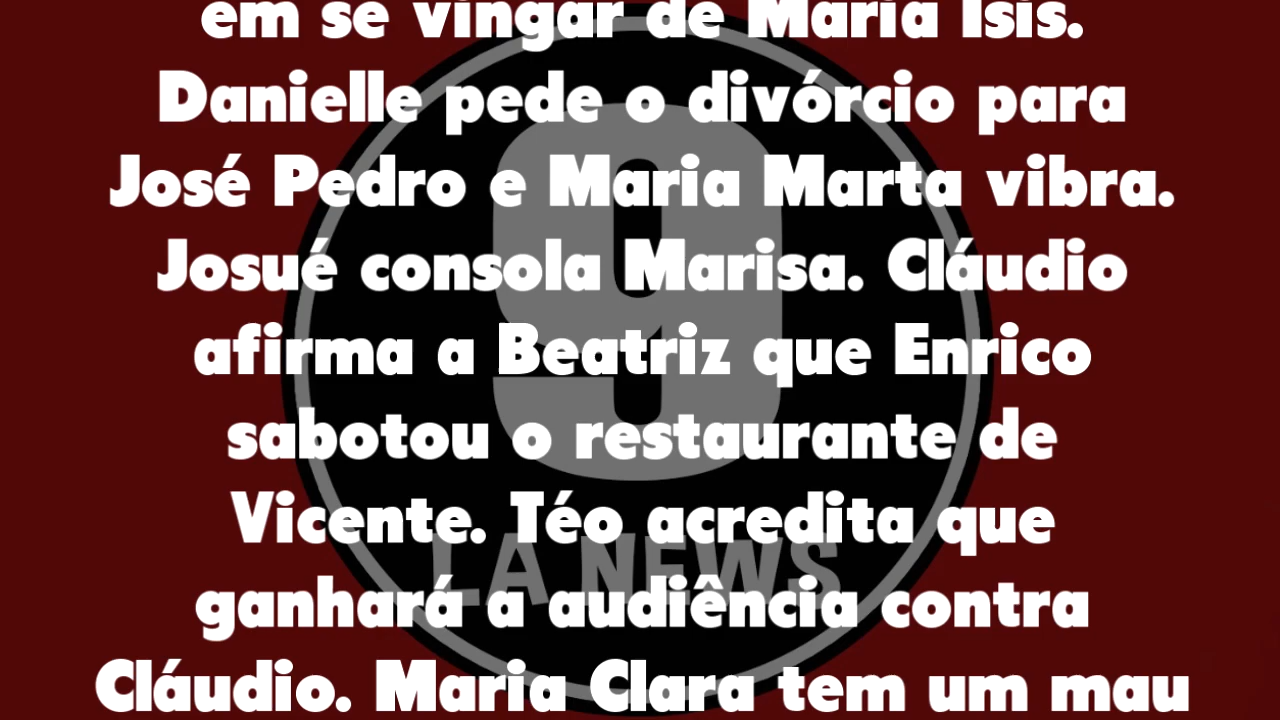 em se vingar de Maria Isis.
Danielle pede o divórcio para
José Pedro e Maria Marta vibra.
Josué consola Marisa. Cláudio
afirma a Beatriz que Enrico
sabotou o restaurante de
Vicente. Téo acredita que
ganhará a audiência contra
Cláudio. Maria Clara tem um mau
9
LA NEWS